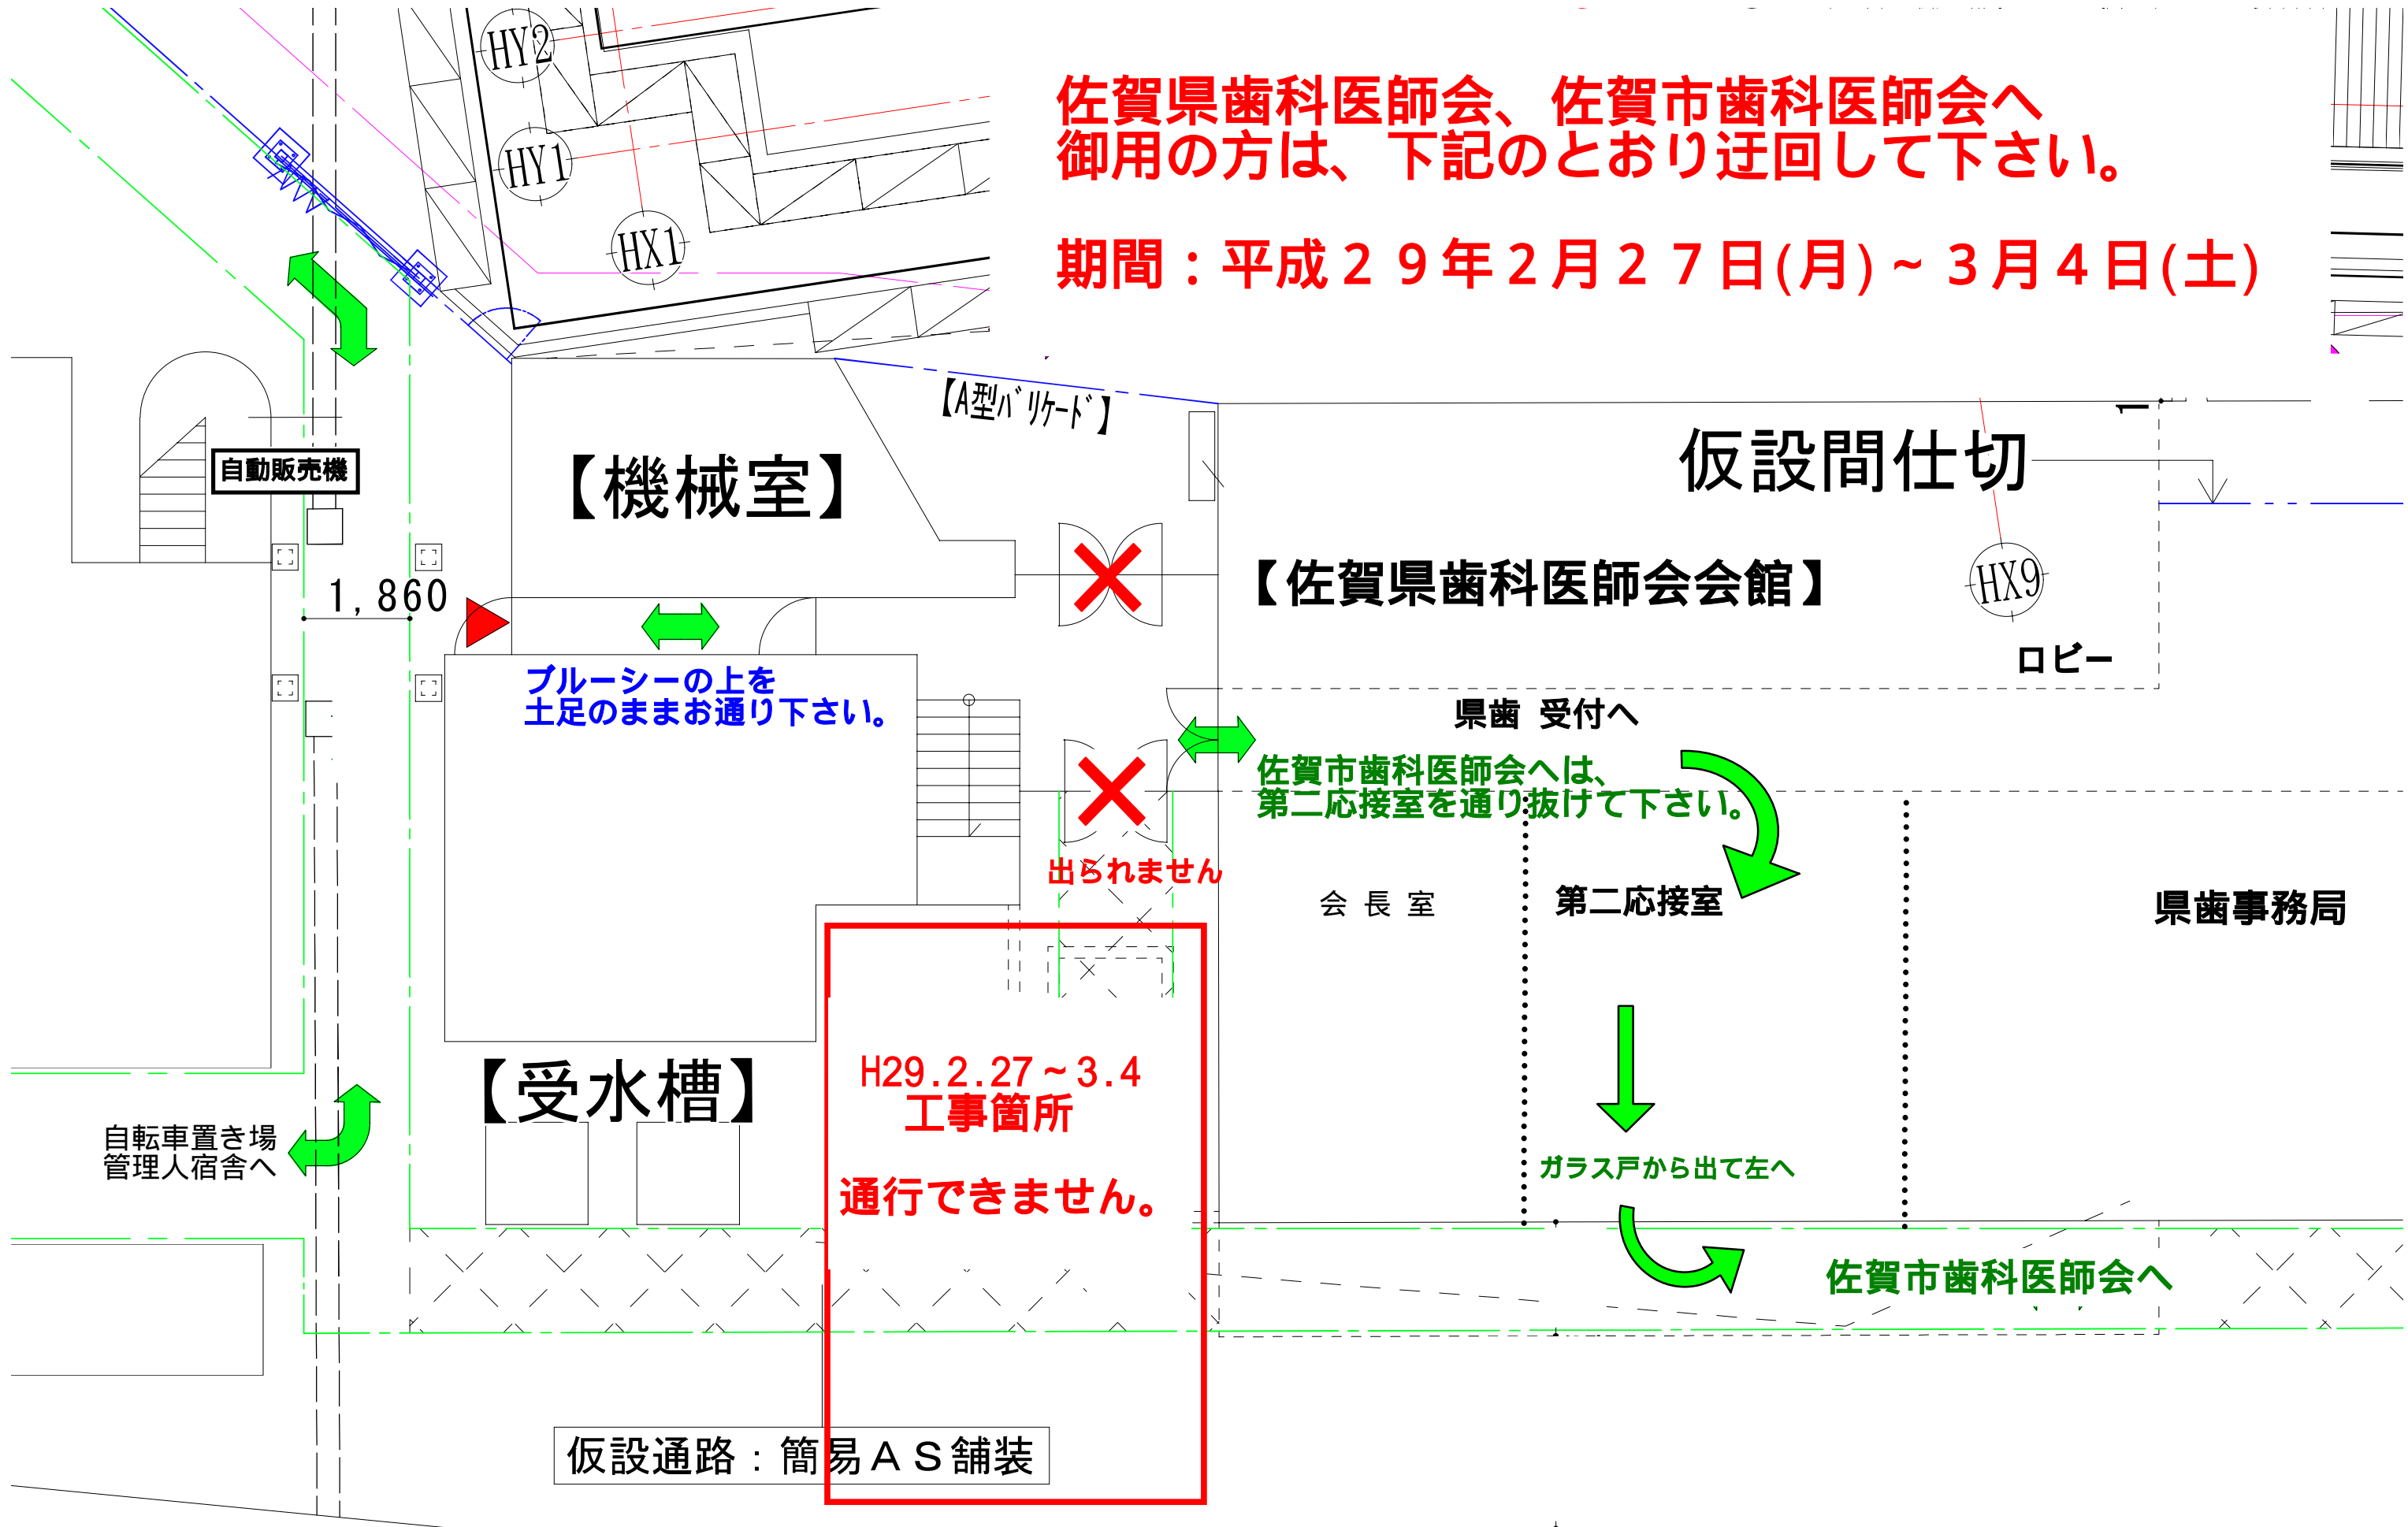 佐賀県歯科医師会、佐賀市歯科医師会へ
御用の方は、下記のとおり迂回して下さい。
期間：平成２９年２月２７日(月)～３月４日(土)
HY2
HY1
HX1
【A型ﾊﾞﾘｹｰﾄﾞ】
自動販売機
【機械室】
仮設間仕切
1
1,860
【佐賀県歯科医師会会館】
HX9
ロビー
ブルーシーの上を
土足のままお通り下さい。
県歯 受付へ
佐賀市歯科医師会へは、
第二応接室を通り抜けて下さい。
出られません
会 長 室
第二応接室
県歯事務局
【受水槽】
H29.2.27～3.4
工事箇所
通行できません。
自転車置き場
管理人宿舎へ
ガラス戸から出て左へ
佐賀市歯科医師会へ
仮設通路：簡易ＡＳ舗装